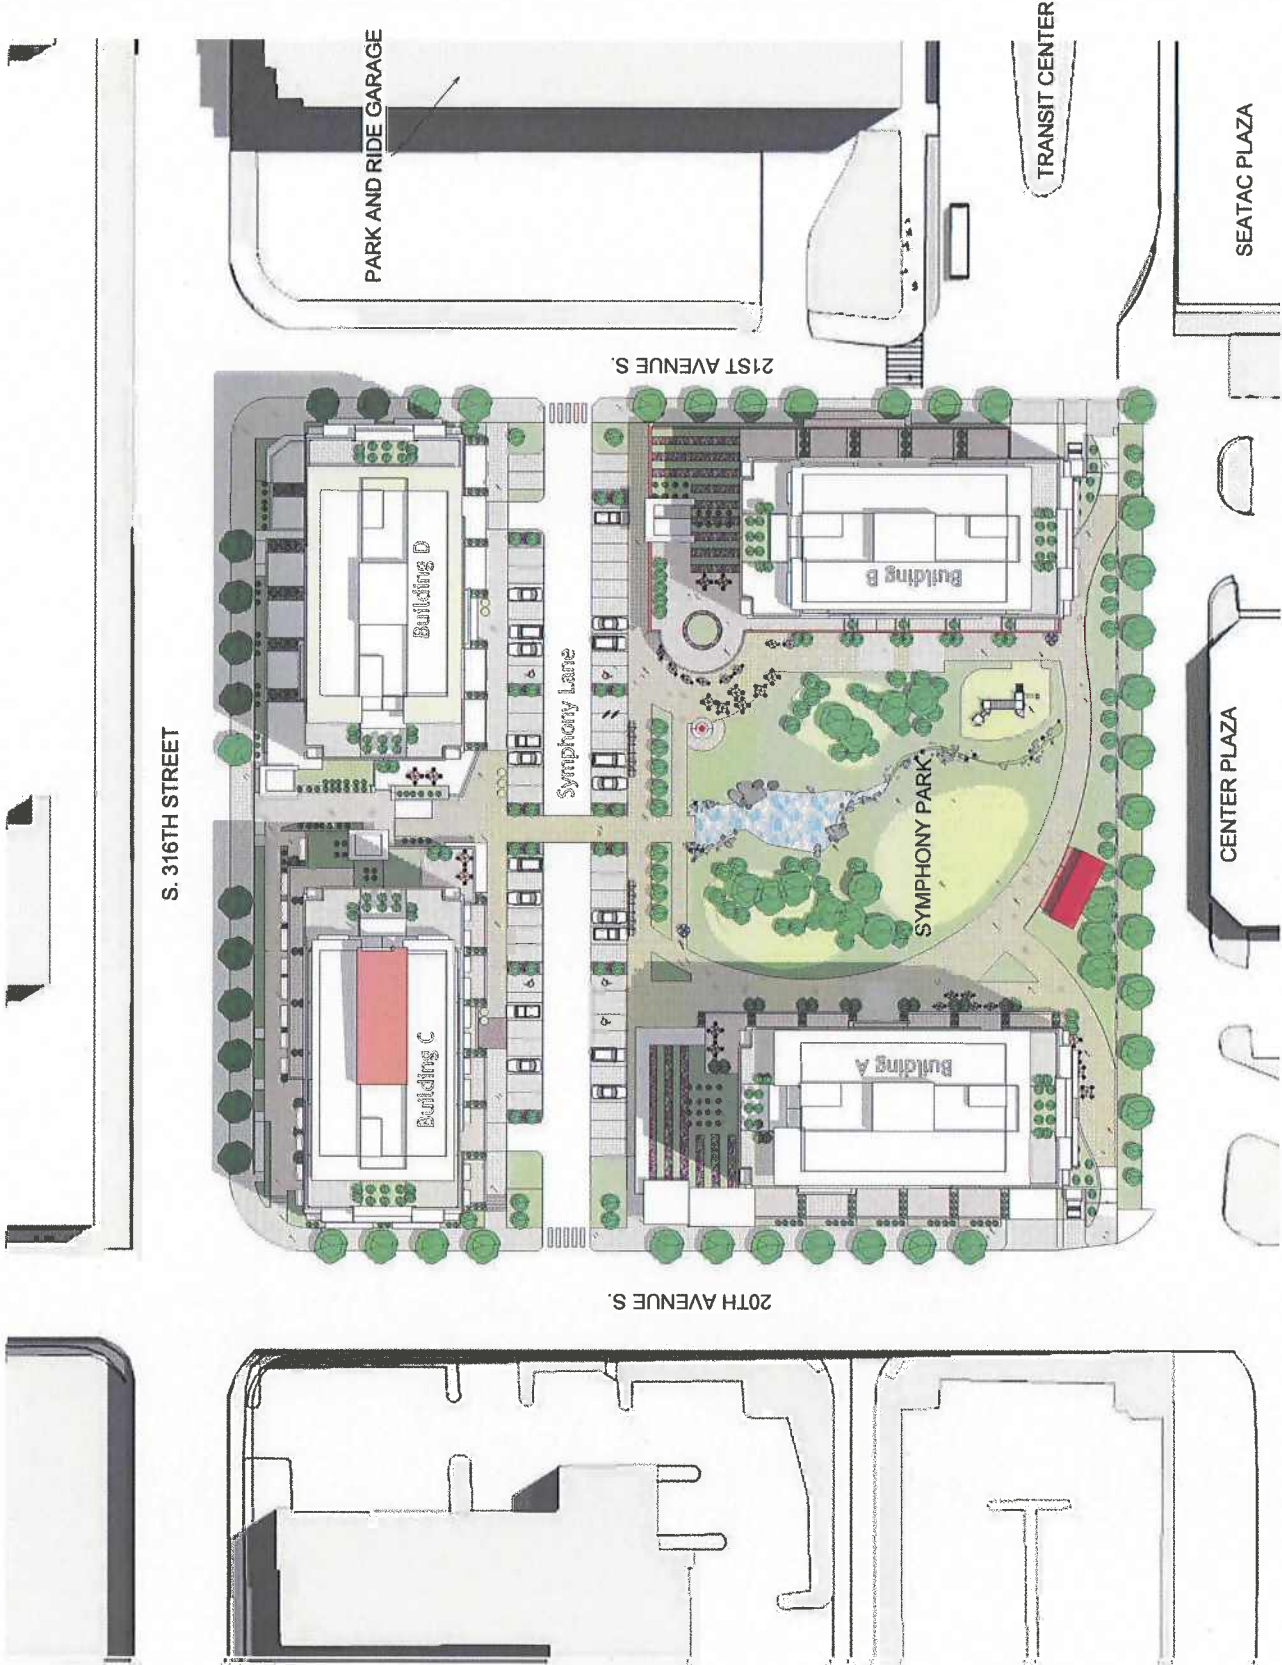 S. 316TH STREET
PARK AND RIDE GARAGE
TRANSIT CENTER
SEATAC PLAZA
21ST AVENUE S.
Building D
Building B
Symphony Lane
SYMPHONY PARK
CENTER PLAZA
Building C
Building A
20TH AVENUE S.